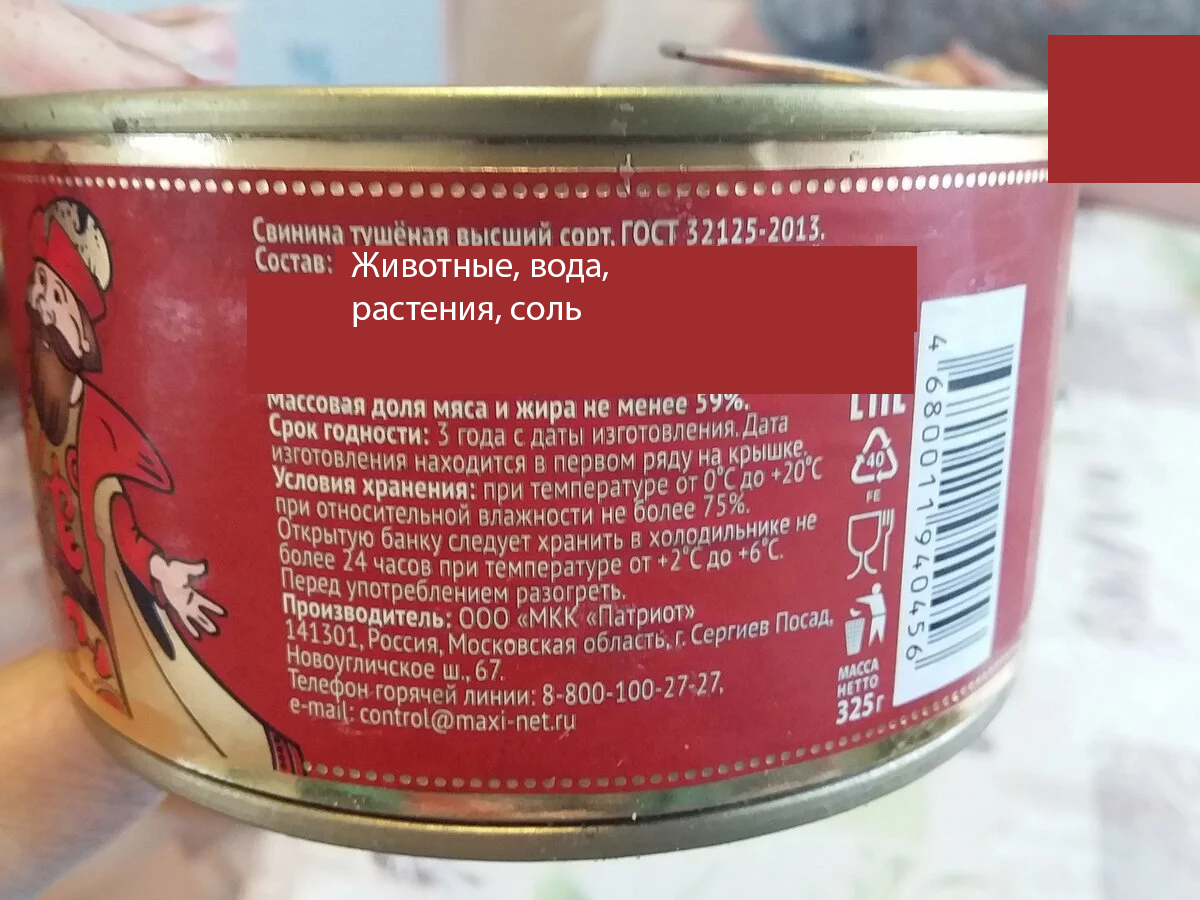 Свинина тушёная высший сорт. ГОСТ 32125-2013.
Состав: Животные, вода,
растения, соль
Массовая доля мяса и жира не менее 59%.
Срок годности: 3 года с даты изготовления. Дата
изготовления находится в первом ряду на крышке.
Условия хранения: при температуре от 0°С до +20°С
при относительной влажности не более 75%.
Открытую банку следует хранить в холодильнике не
более 24 часов при температуре от +2°С до +6°С.
Перед употреблением разогреть.
Производитель: ООО «МКК «Патриот»
141301, Россия, Московская область, г. Сергиев Посад,
Новоугличское ш., 67.
Телефон горячей линии: 8-800-100-27-27,
e-mail: control@maxi-net.ru
40
FE
МАССА
НЕТТО
325г
4 680011 940456